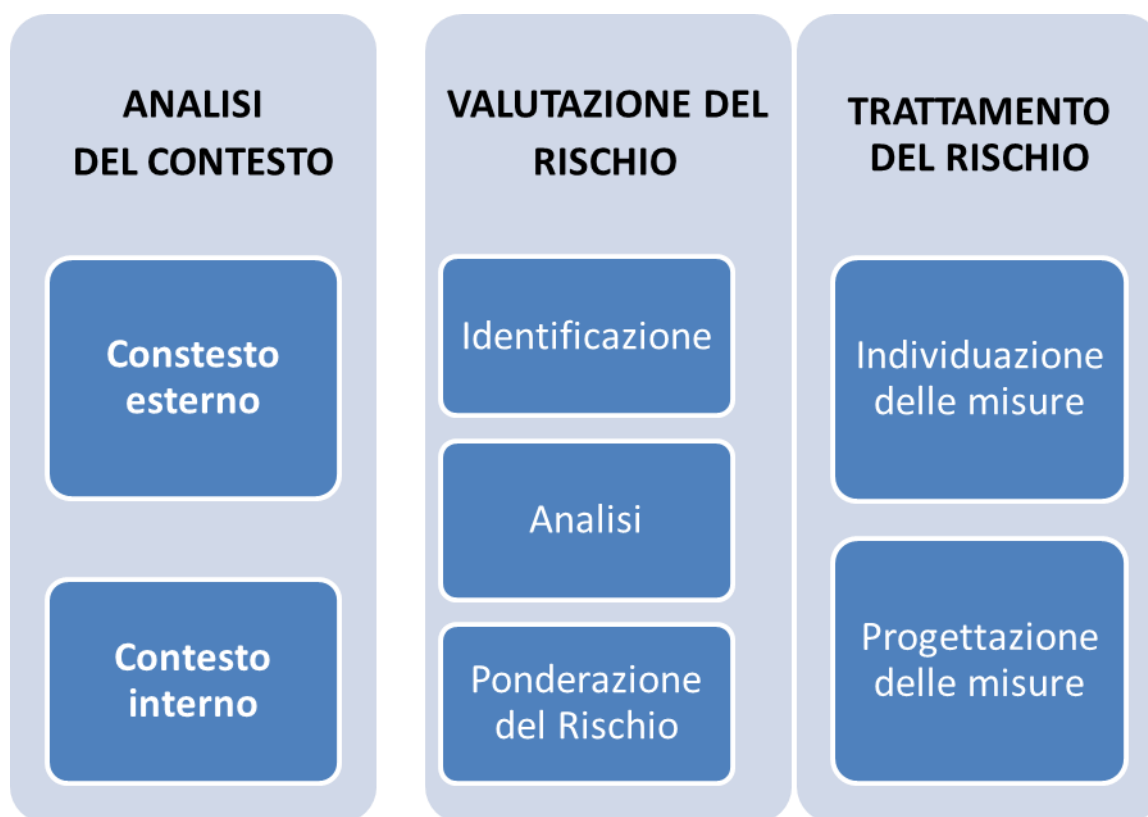 ANALISI
DEL CONTESTO
Constesto
esterno
Contesto
interno
VALUTAZIONE DEL
RISCHIO
Identificazione
Analisi
Ponderazione
del Rischio
TRATTAMENTO
DEL RISCHIO
Individuazione
delle misure
Progettazione
delle misure